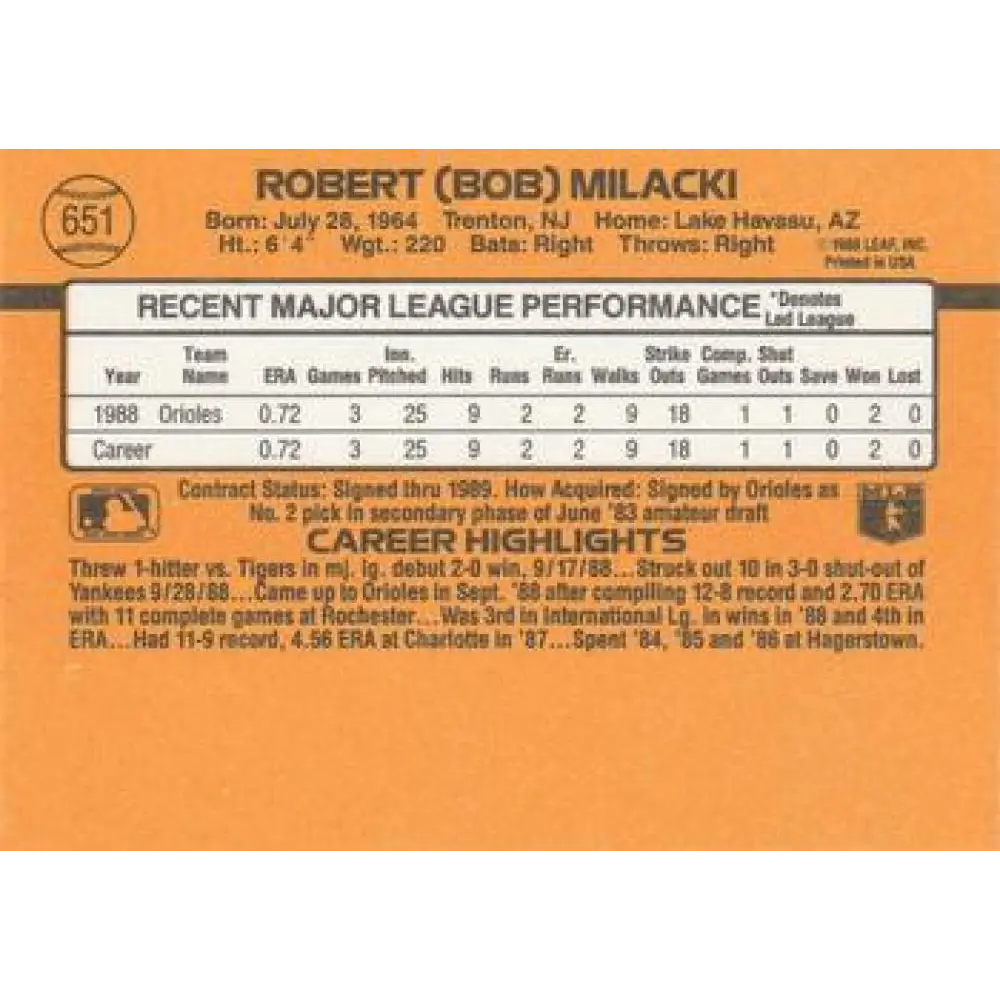 651
ROBERT (BOB) MILACKI
Born: July 28, 1964 Trenton, NJ Home: Lake Havasu, AZ
Ht.: 6'4" Wgt.: 220 Bats: Right Throws: Right
© 1988 LEAF, INC.
Printed in USA
RECENT MAJOR LEAGUE PERFORMANCE *Denotes Led League
Year Team Name ERA Games Inn. Pitched Hits Runs Er. Runs Walks Strike Outs Comp. Games Shut Outs Save Won Lost
1988 Orioles 0.72 3 25 9 2 2 9 18 1 1 0 2 0
Career 0.72 3 25 9 2 2 9 18 1 1 0 2 0
Contract Status: Signed thru 1989. How Acquired: Signed by Orioles as
No. 2 pick in secondary phase of June '83 amateur draft
CAREER HIGHLIGHTS
Threw 1-hitter vs. Tigers in mj. lg. debut 2-0 win, 9/17/88...Struck out 10 in 3-0 shut-out of
Yankees 9/28/88...Came up to Orioles in Sept. '88 after compiling 12-8 record and 2.70 ERA
with 11 complete games at Rochester...Was 3rd in International Lg. in wins in '88 and 4th in
ERA...Had 11-9 record, 4.56 ERA at Charlotte in '87...Spent '84, '85 and '86 at Hagerstown.